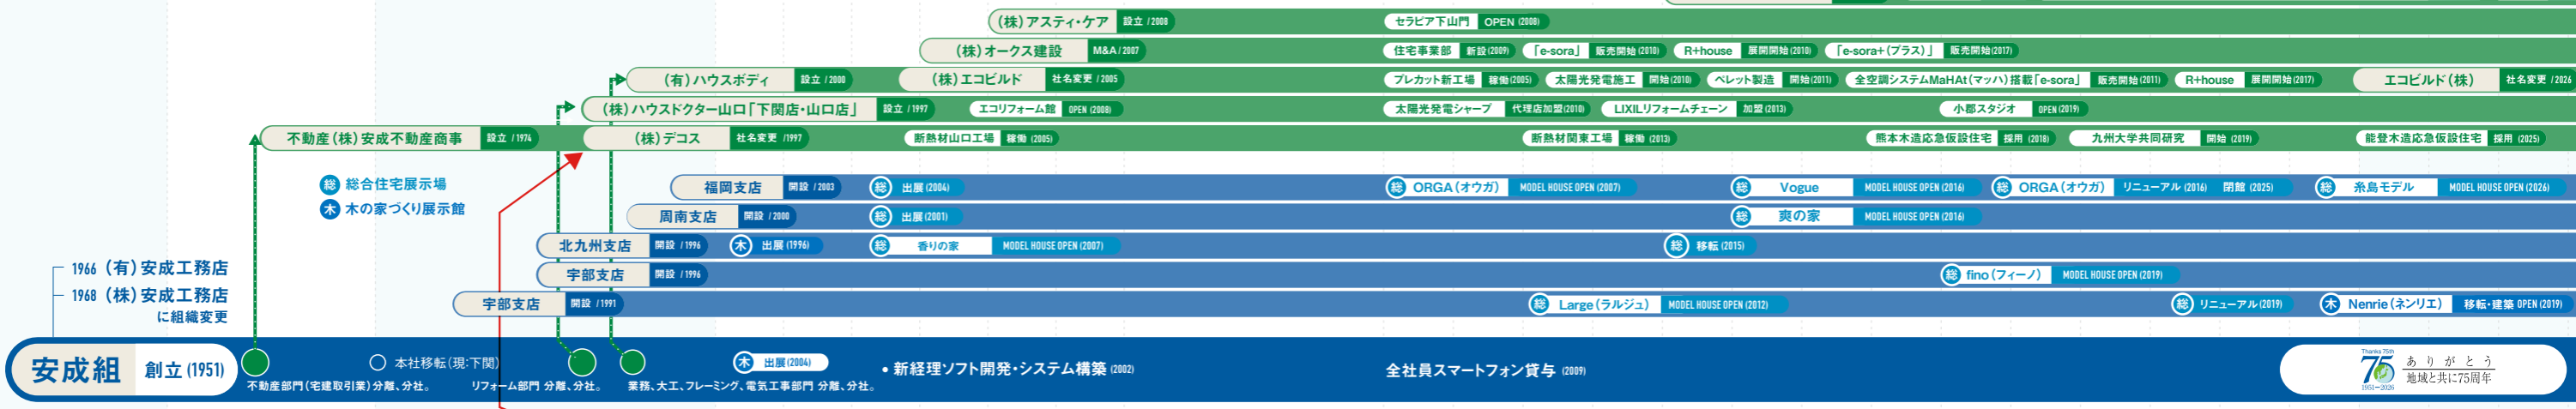 (株)アスティ・ケア 設立 / 2008 セラピア下山門 OPEN (2008)
(株)オークス建設 M&A / 2007 住宅事業部 新設(2009) 「e-sora」 販売開始(2010) R+house 展開開始(2010) 「e-sora+(プラス)」 販売開始(2017)
(有)ハウスボディ 設立 / 2000 (株)エコビルド 社名変更 / 2005 プレカット新工場 稼働(2005) 太陽光発電施工 開始(2010) ペレット製造 開始(2011) 全空調システムMaHAt(マッハ)搭載「e-sora」 販売開始(2011) R+house 展開開始(2017) エコビルド(株) 社名変更 / 2026
(株)ハウスドクター山口「下関店・山口店」 設立 / 1997 エコリフォーム館 OPEN (2008) 太陽光発電シャープ 代理店加盟(2010) LIXILリフォームチェーン 加盟(2013) 小郡スタジオ OPEN(2019)
不動産(株)安成不動産商事 設立 / 1974 (株)デコス 社名変更 /1997 断熱材山口工場 稼働 (2005) 断熱材関東工場 稼働 (2013) 熊本木造応急仮設住宅 採用 (2018) 九州大学共同研究 開始 (2019) 能登木造応急仮設住宅 採用 (2025)
総 総合住宅展示場
木 木の家づくり展示館
福岡支店 開設 / 2003 総 出展(2004) 総 ORGA(オウガ) MODEL HOUSE OPEN (2007) 総 Vogue MODEL HOUSE OPEN (2016) 総 ORGA(オウガ) リニューアル (2016) 閉館 (2025) 総 糸島モデル MODEL HOUSE OPEN (2026)
周南支店 開設 / 2000 総 出展(2001) 総 爽の家 MODEL HOUSE OPEN (2016)
北九州支店 開設 / 1996 木 出展(1996) 総 香りの家 MODEL HOUSE OPEN (2007) 総 移転(2015)
宇部支店 開設 / 1996 総 fino(フィーノ) MODEL HOUSE OPEN (2019)
宇部支店 開設 / 1991 総 Large(ラルジュ) MODEL HOUSE OPEN (2012) 総 リニューアル(2019) 木 Nenrie(ネンリエ) 移転・建築 OPEN (2019)
1966 (有)安成工務店
1968 (株)安成工務店
に組織変更
安成組 創立(1951)
本社移転(現:下関)
木 出展(2004)
・新経理ソフト開発・システム構築 (2002)
全社員スマートフォン貸与 (2009)
不動産部門(宅建取引業)分離、分社。
リフォーム部門 分離、分社。
業務、大工、フレーミング、電気工事部門 分離、分社。
Thanks 75th
75
1951-2026
ありがとう
地域と共に75周年